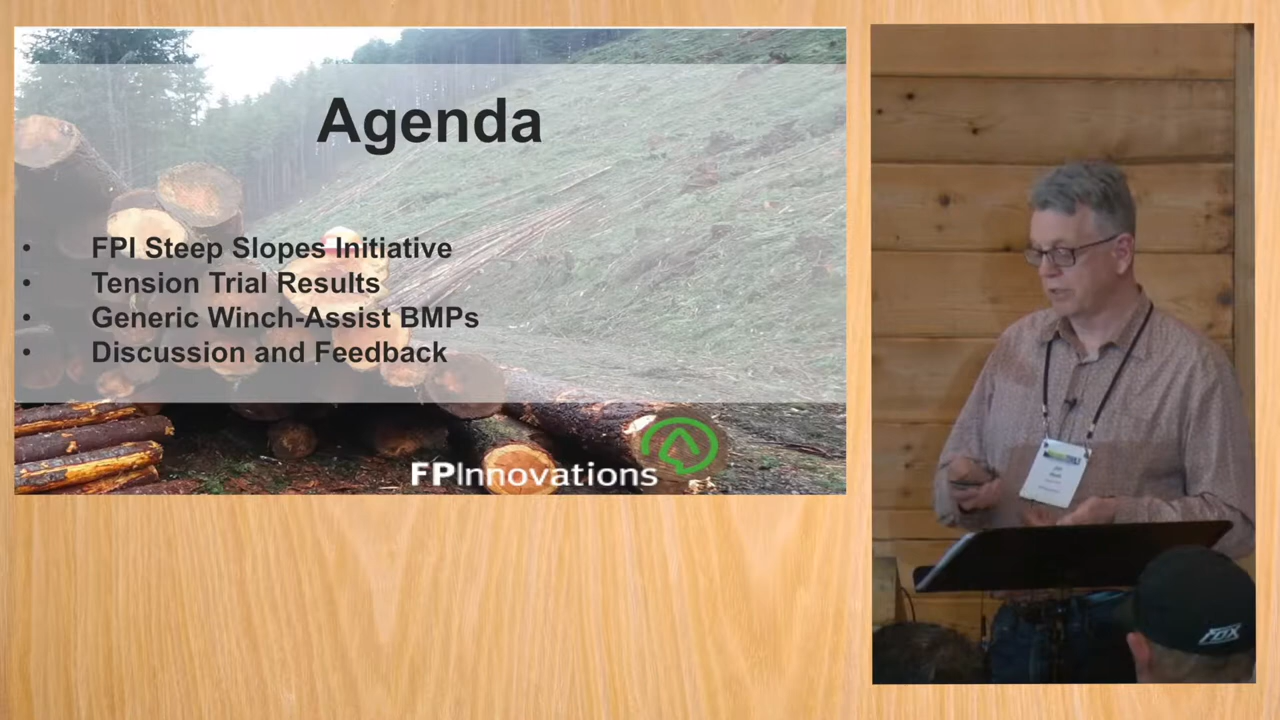 Agenda
• FPI Steep Slopes Initiative
• Tension Trial Results
• Generic Winch-Assist BMPs
• Discussion and Feedback
FPInnovations
FOX